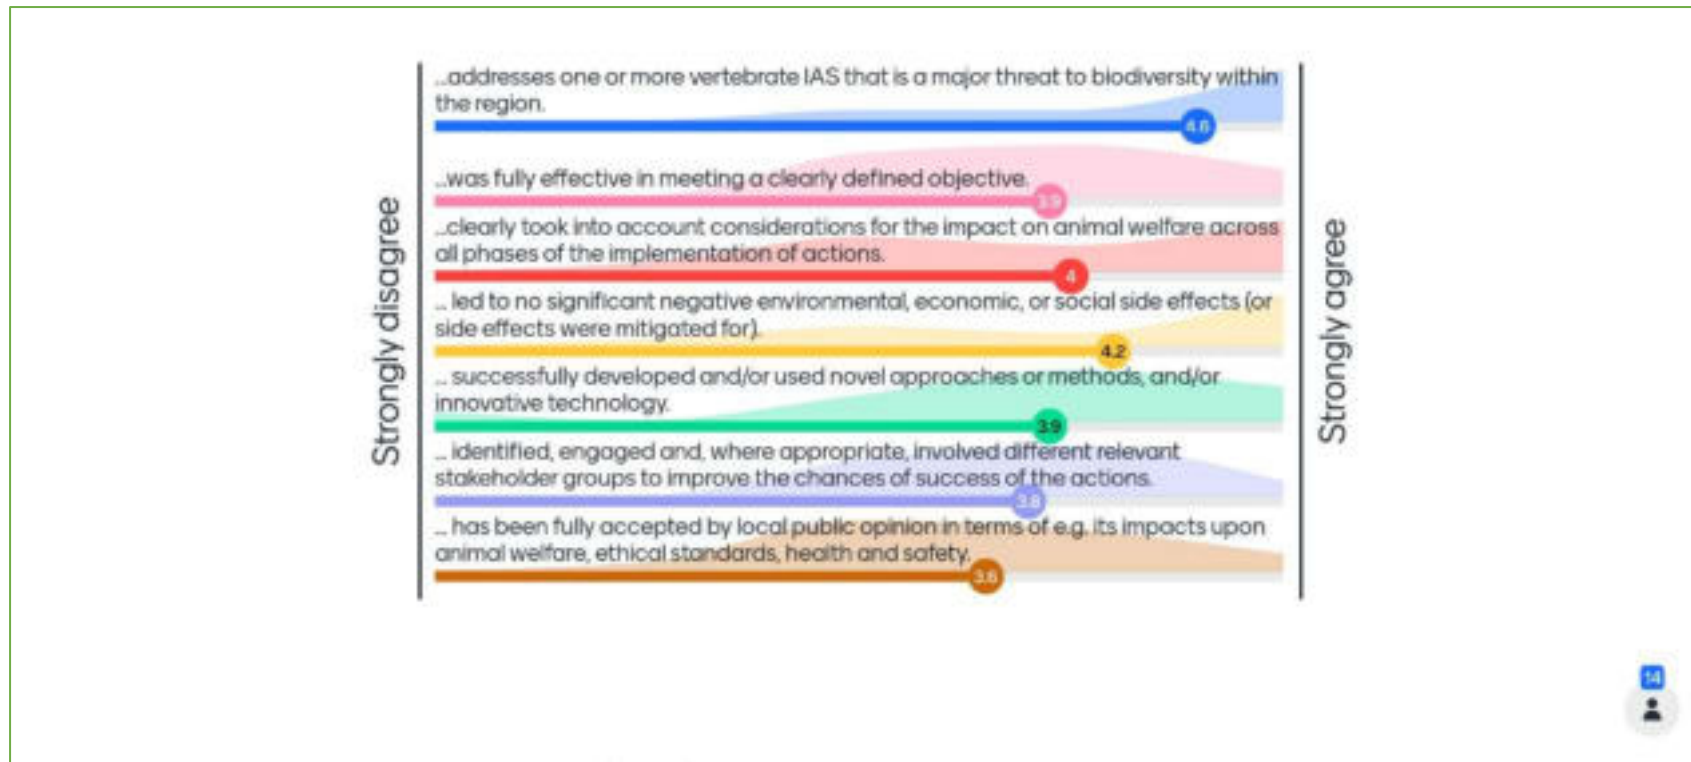 ...addresses one or more vertebrate IAS that is a major threat to biodiversity within
the region.
4.6
...was fully effective in meeting a clearly defined objective.
3.9
...clearly took into account considerations for the impact on animal welfare across
all phases of the implementation of actions.
4
... led to no significant negative environmental, economic, or social side effects (or
side effects were mitigated for).
4.2
... successfully developed and/or used novel approaches or methods, and/or
innovative technology.
3.9
... identified, engaged and, where appropriate, involved different relevant
stakeholder groups to improve the chances of success of the actions.
3.8
... has been fully accepted by local public opinion in terms of e.g. its impacts upon
animal welfare, ethical standards, health and safety.
3.6
Strongly disagree
Strongly agree
14